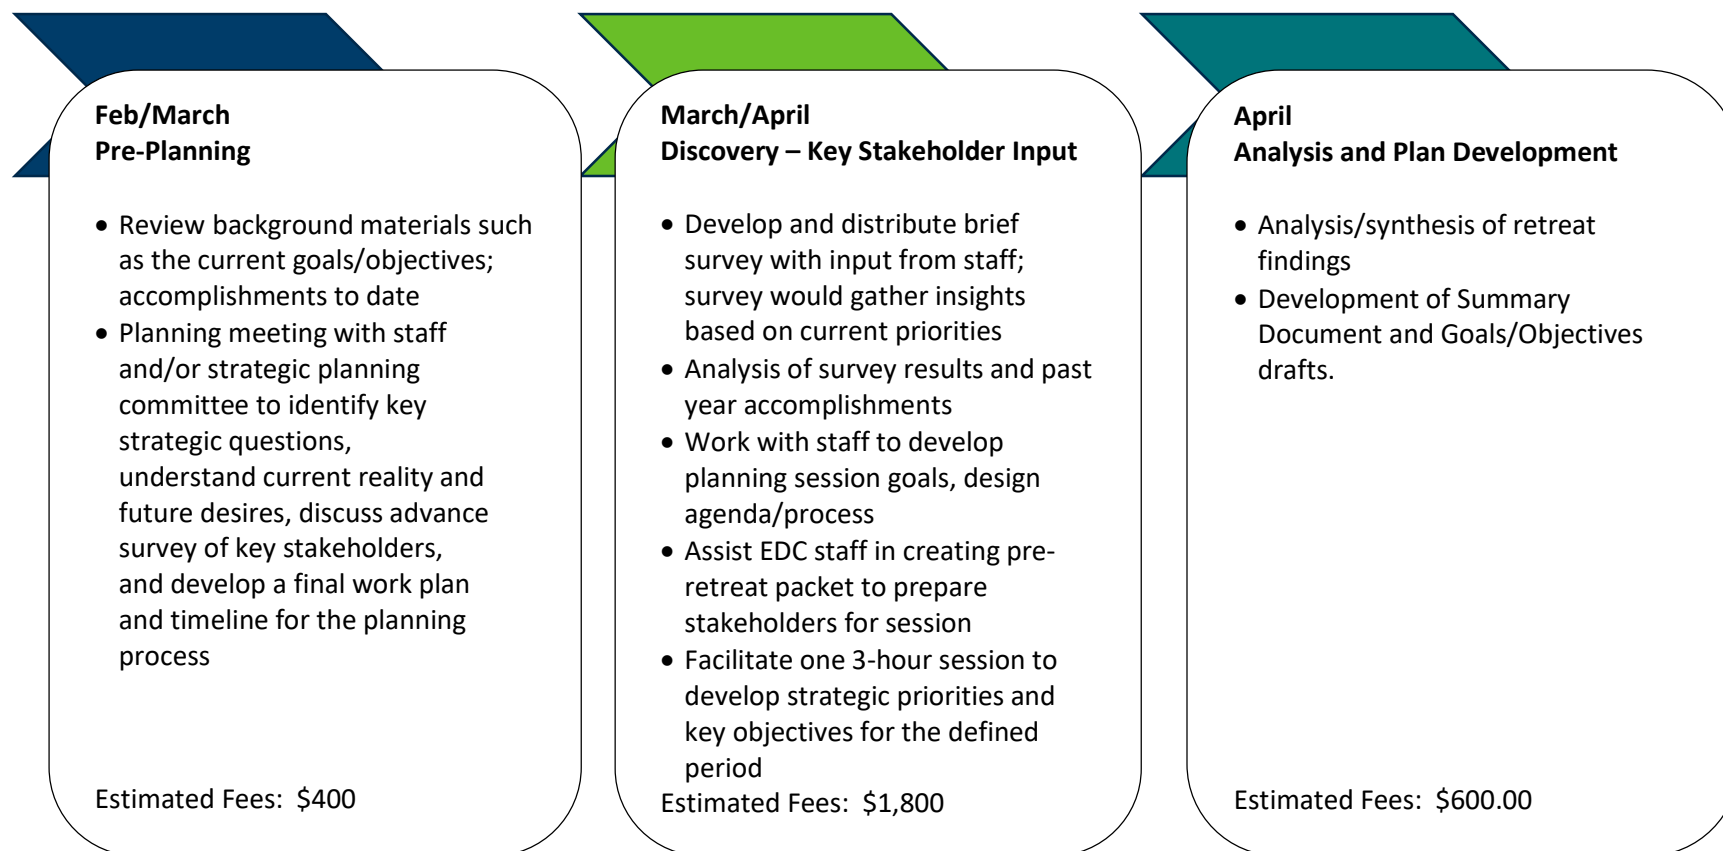 Feb/March
Pre-Planning
• Review background materials such
as the current goals/objectives;
accomplishments to date
• Planning meeting with staff
and/or strategic planning
committee to identify key
strategic questions,
understand current reality and
future desires, discuss advance
survey of key stakeholders,
and develop a final work plan
and timeline for the planning
process
Estimated Fees: $400
March/April
Discovery – Key Stakeholder Input
• Develop and distribute brief
survey with input from staff;
survey would gather insights
based on current priorities
• Analysis of survey results and past
year accomplishments
• Work with staff to develop
planning session goals, design
agenda/process
• Assist EDC staff in creating pre-
retreat packet to prepare
stakeholders for session
• Facilitate one 3-hour session to
develop strategic priorities and
key objectives for the defined
period
Estimated Fees: $1,800
April
Analysis and Plan Development
• Analysis/synthesis of retreat
findings
• Development of Summary
Document and Goals/Objectives
drafts.
Estimated Fees: $600.00